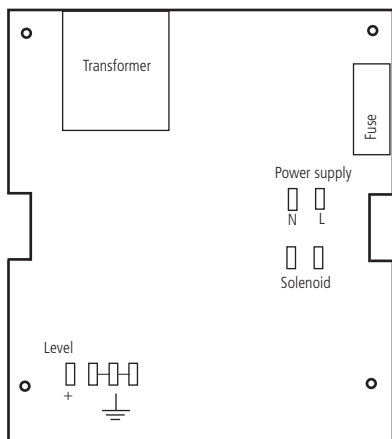 Transformer
Fuse
Power supply
N L
Solenoid
Level
+